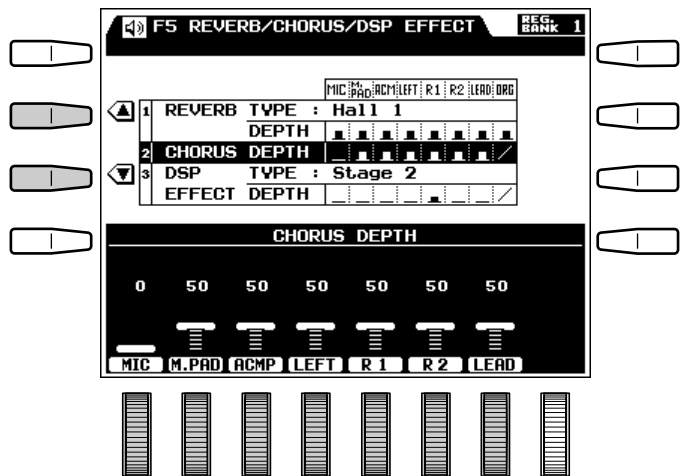 F5 REVERB/CHORUS/DSP EFFECT REG. BANK 1
MIC M. PAD ACM LEFT R1 R2 LEAD ORG
1 REVERB TYPE : Hall 1
DEPTH
2 CHORUS DEPTH
3 DSP TYPE : Stage 2
EFFECT DEPTH
CHORUS DEPTH
0 50 50 50 50 50 50
MIC M.PAD ACMP LEFT R 1 R 2 LEAD